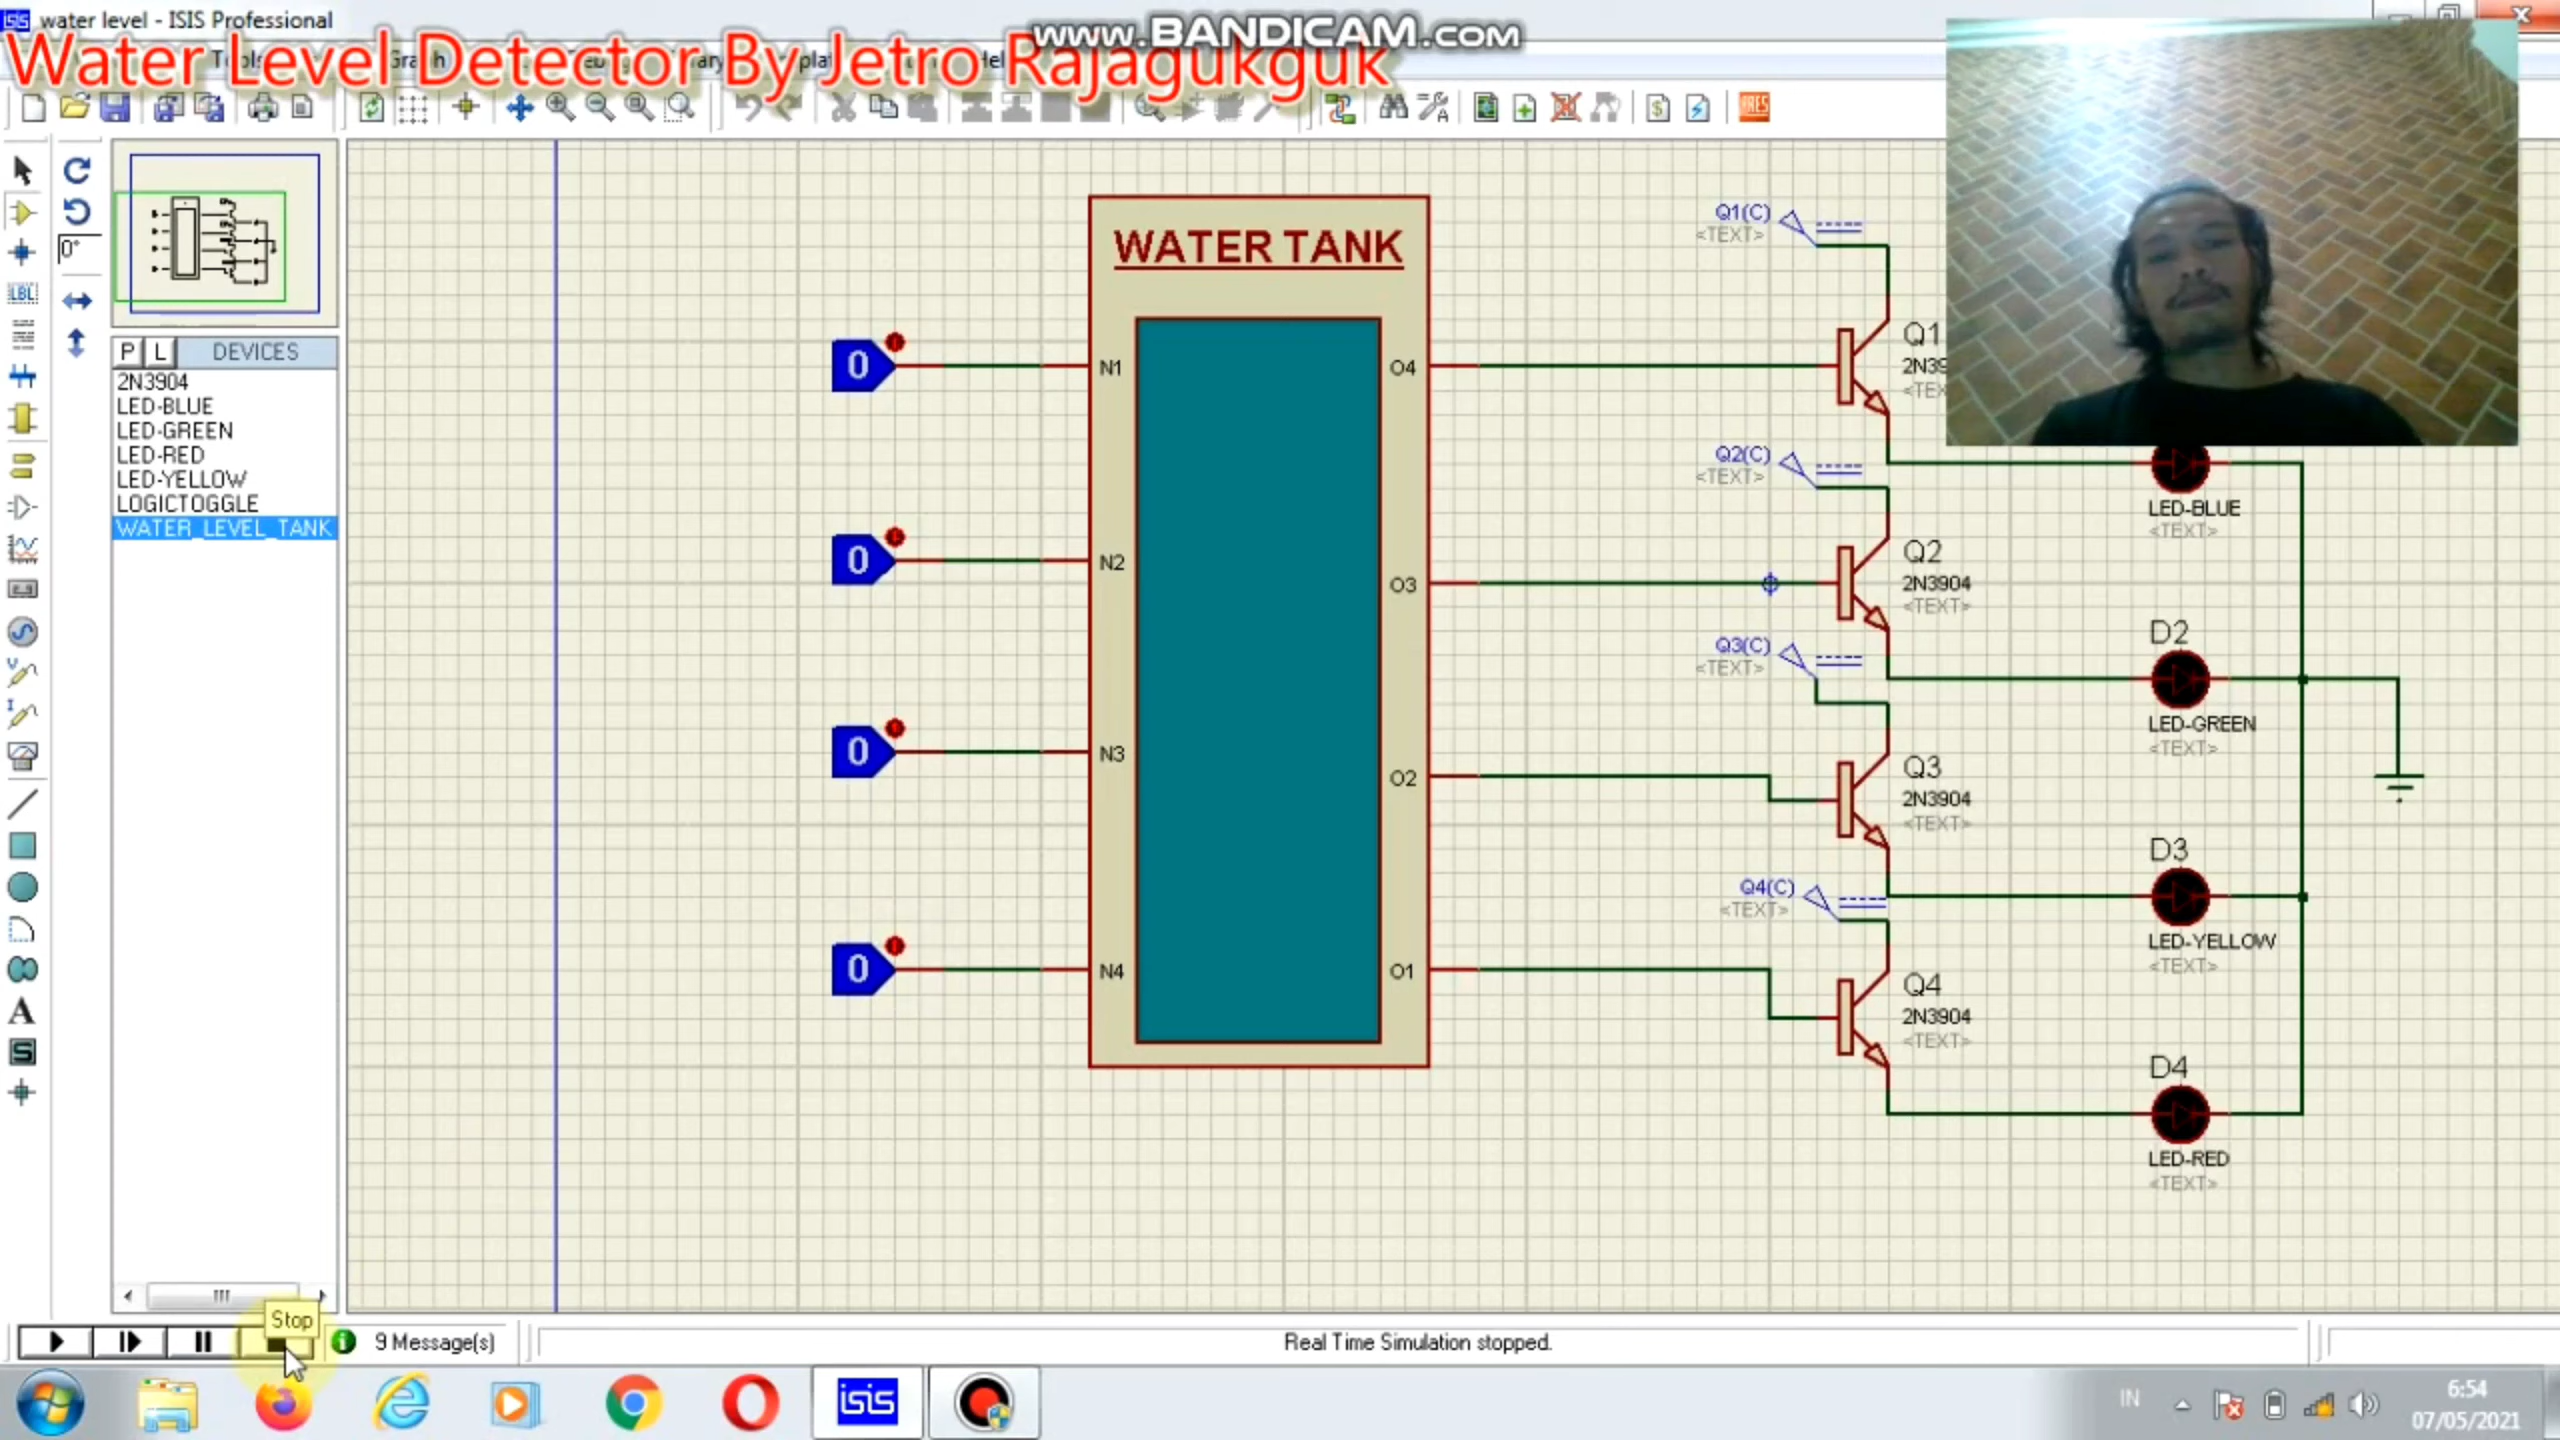 water level - ISIS Professional
www.BANDICAM.com
Water Level Detector By Jetro Rajagukguk
0°
P L DEVICES
2N3904
LED-BLUE
LED-GREEN
LED-RED
LED-YELLOW
LOGICTOGGLE
WATER_LEVEL_TANK
WATER TANK
0 N1 O4
0 N2 O3
0 N3 O2
0 N4 O1
Q1(C)
<TEXT>
Q1
Q2(C)
<TEXT>
LED-BLUE
<TEXT>
Q2
2N3904
<TEXT>
Q3(C)
<TEXT>
D2
LED-GREEN
<TEXT>
Q3
2N3904
<TEXT>
D3
Q4(C)
<TEXT>
LED-YELLOW
<TEXT>
Q4
2N3904
<TEXT>
D4
LED-RED
<TEXT>
Stop
9 Message(s)
Real Time Simulation stopped.
isis
IN
6:54
07/05/2021